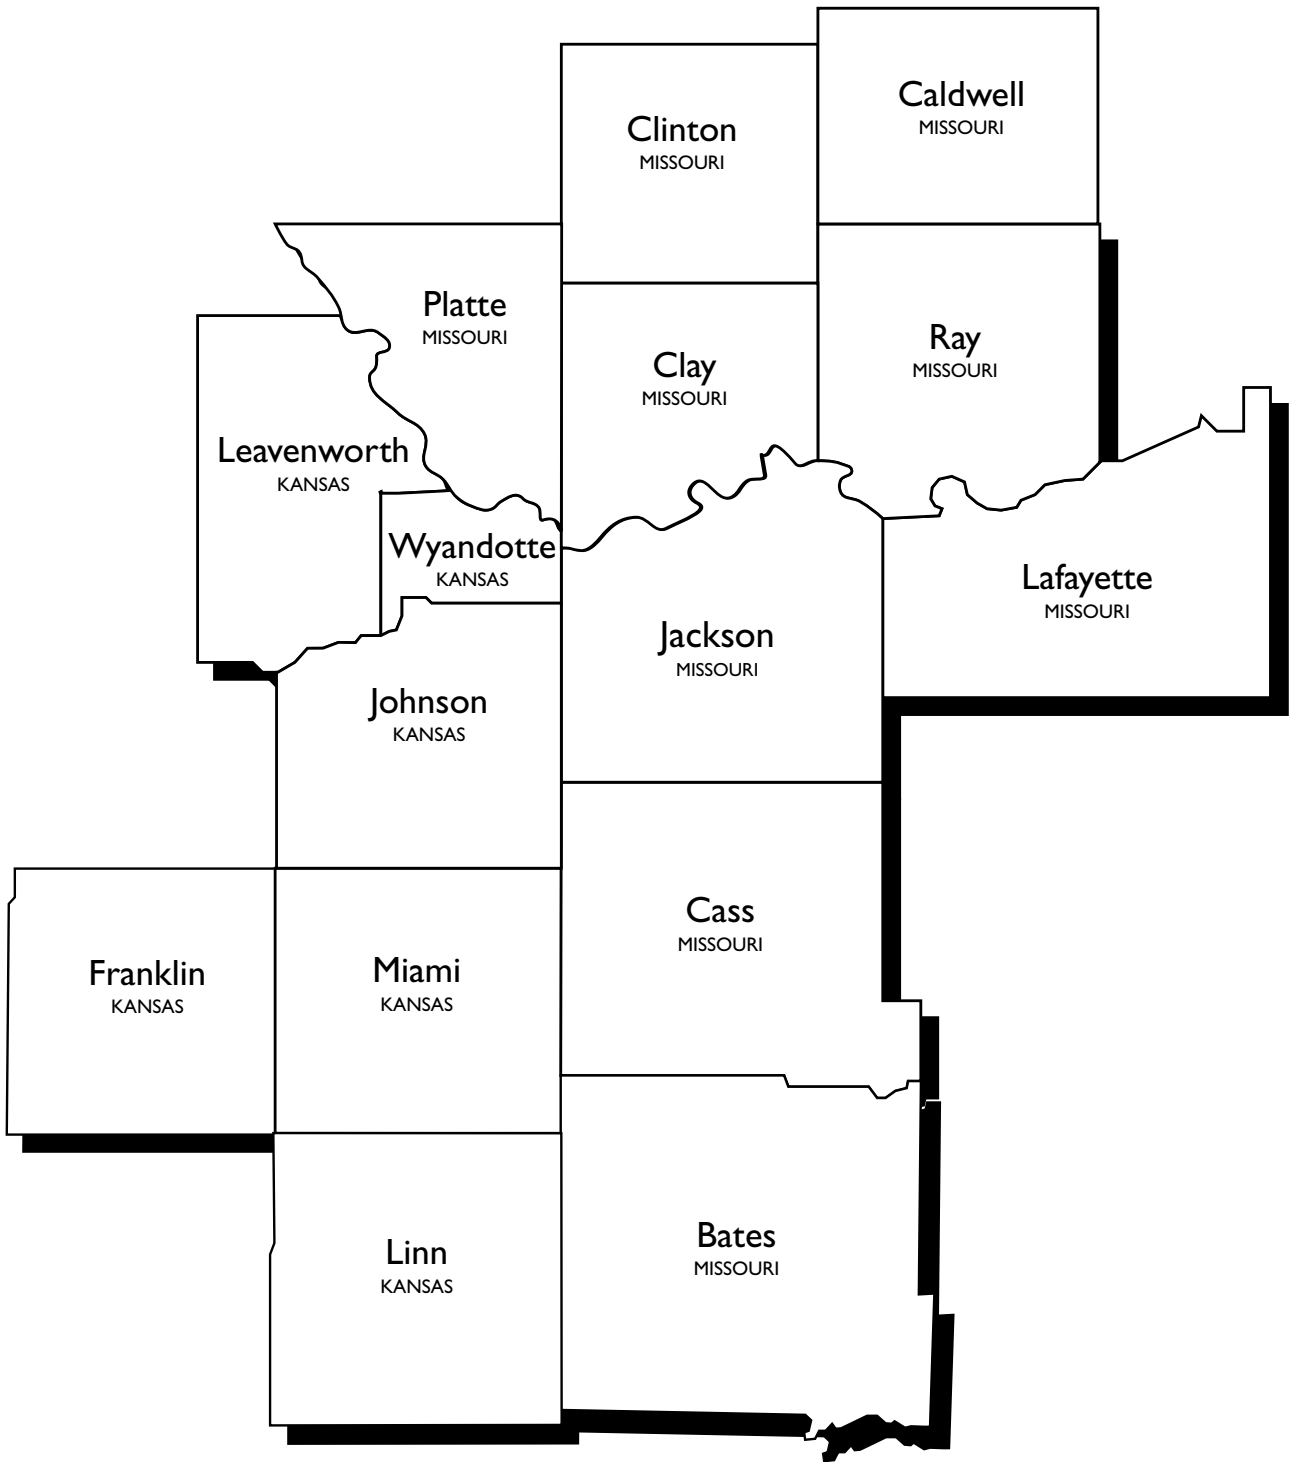 Caldwell
MISSOURI
Clinton
MISSOURI
Platte
MISSOURI
Ray
MISSOURI
Clay
MISSOURI
Leavenworth
KANSAS
Wyandotte
KANSAS
Lafayette
MISSOURI
Jackson
MISSOURI
Johnson
KANSAS
Cass
MISSOURI
Franklin
KANSAS
Miami
KANSAS
Bates
MISSOURI
Linn
KANSAS